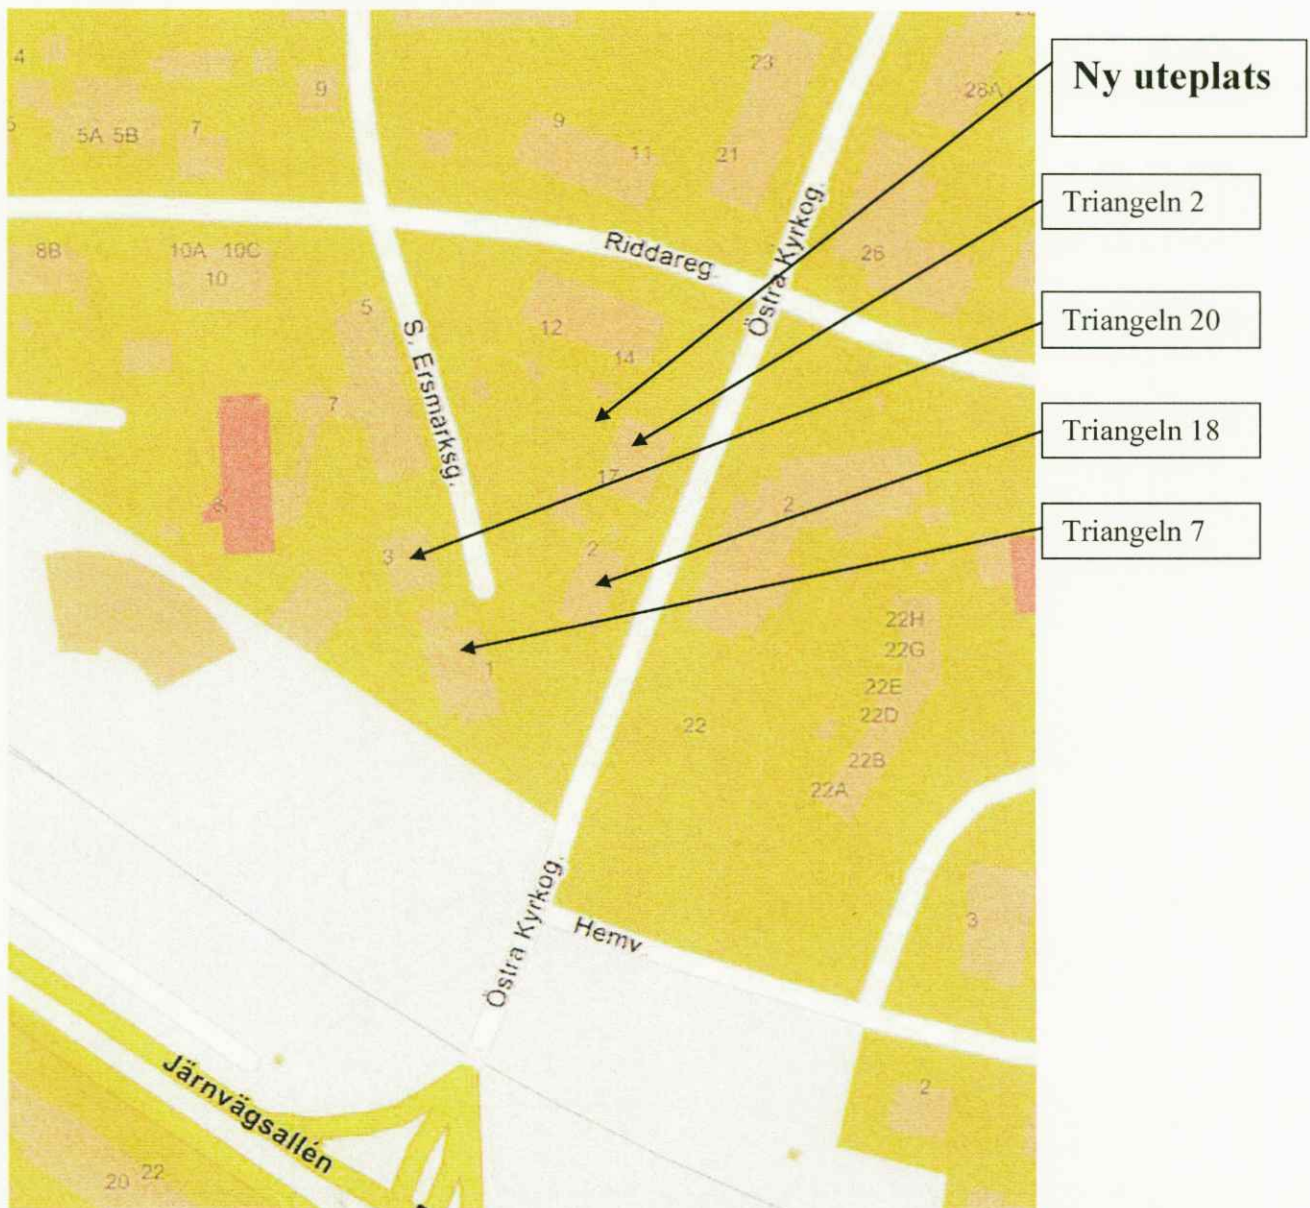 Ny uteplats
Triangeln 2
Triangeln 20
Triangeln 18
Triangeln 7
4
9
23
28A
5A 5B
7
9
11
21
Östra Kyrkog.
Riddareg.
8B
10A 10C
10
26
5
12
14
S. Ersmarksg.
7
17
2
3
2
1
22H
22G
22E
22D
22
22B
22A
Östra Kyrkog.
Hemv.
3
Järnvägsallén
2
20 22